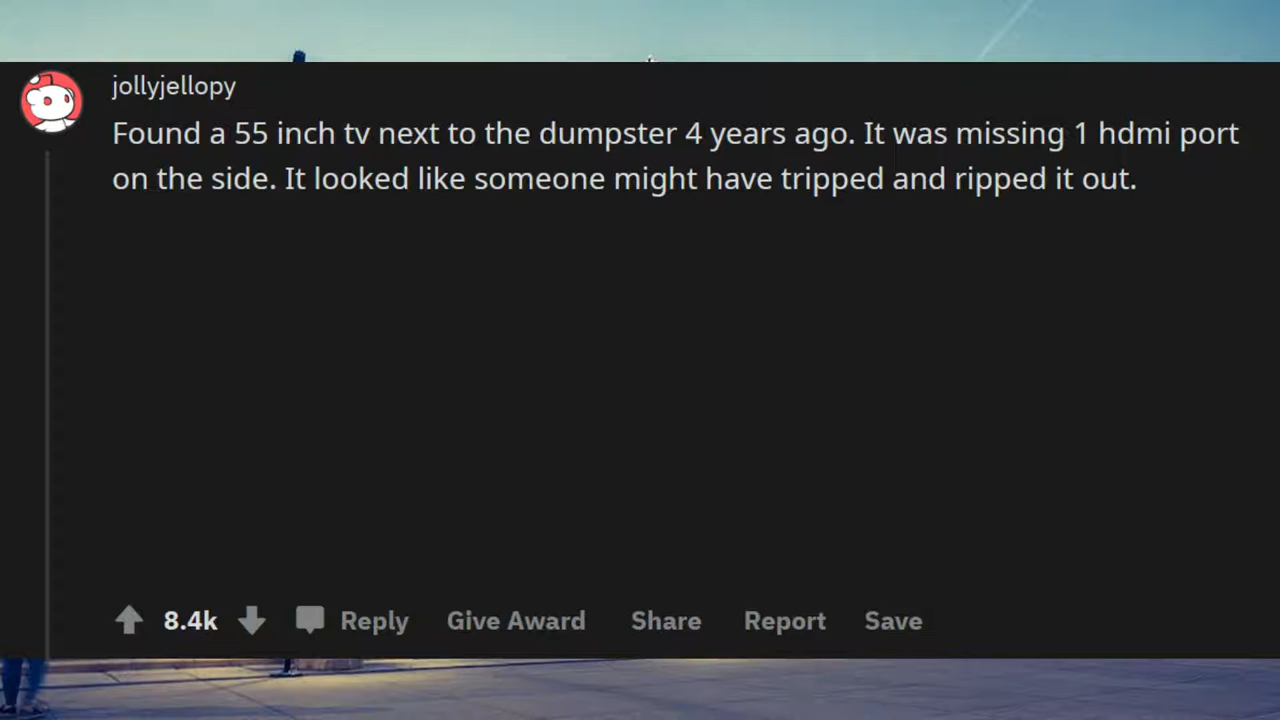 jollyjellopy
Found a 55 inch tv next to the dumpster 4 years ago. It was missing 1 hdmi port
on the side. It looked like someone might have tripped and ripped it out.
8.4k Reply Give Award Share Report Save